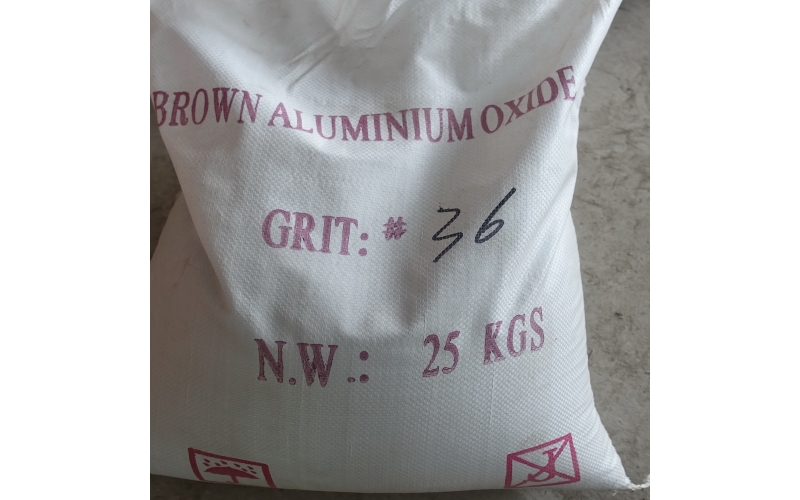 BROWN ALUMINIUM OXIDE
GRIT: # 36
N.W.: 25 KGS